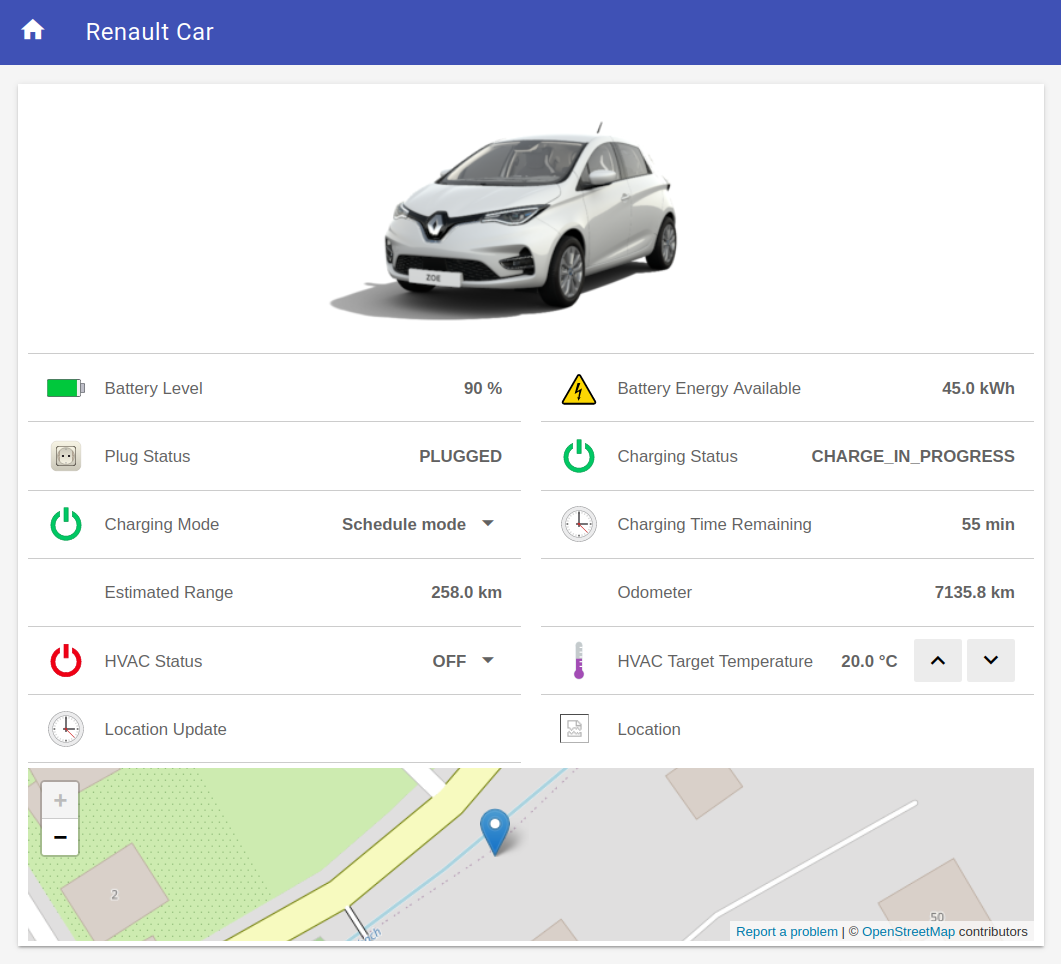 Renault Car
ZOE
Battery Level 90 %
Battery Energy Available 45.0 kWh
Plug Status PLUGGED
Charging Status CHARGE_IN_PROGRESS
Charging Mode Schedule mode
Charging Time Remaining 55 min
Estimated Range 258.0 km
Odometer 7135.8 km
HVAC Status OFF
HVAC Target Temperature 20.0 °C
Location Update
Location
+
−
2
50
Report a problem | © OpenStreetMap contributors